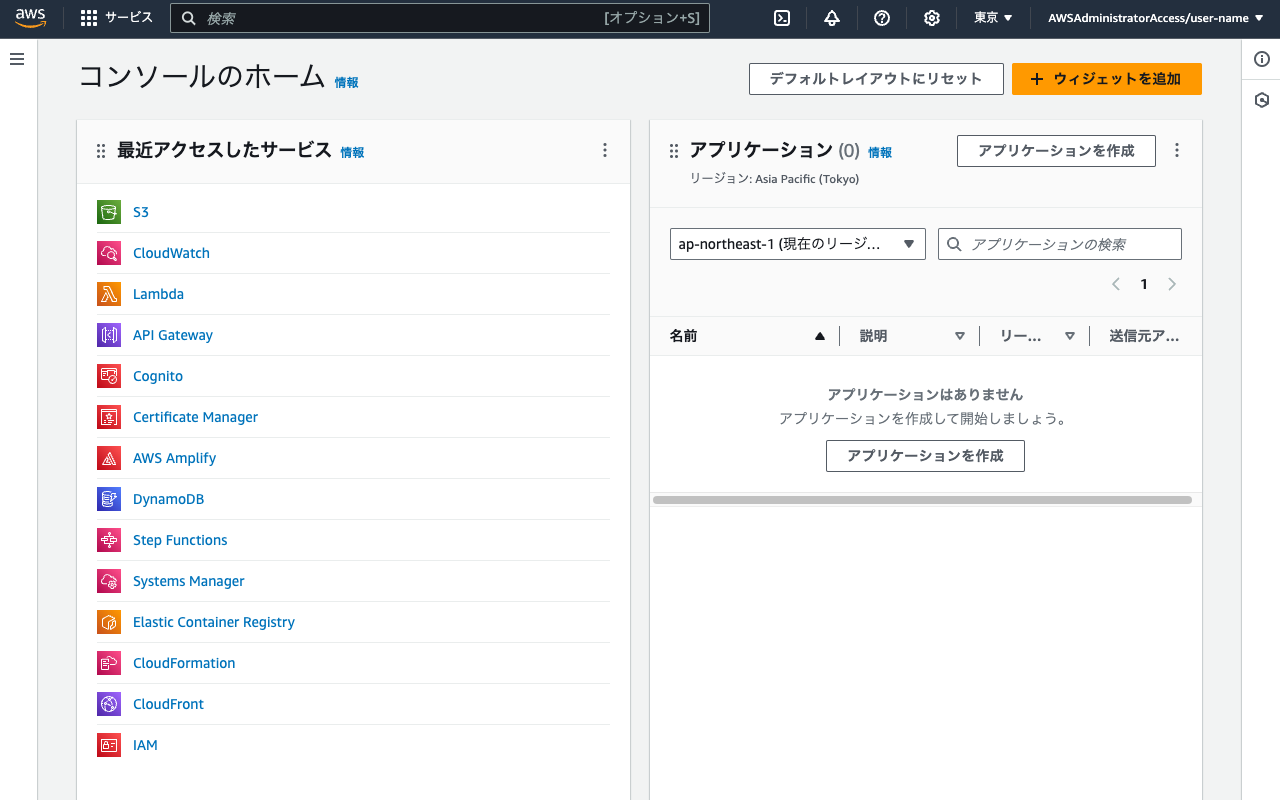 aws
サービス
検索
[オプション+S]
東京
AWSAdministratorAccess/user-name
コンソールのホーム 情報
デフォルトレイアウトにリセット
ウィジェットを追加
最近アクセスしたサービス 情報
S3
CloudWatch
Lambda
API Gateway
Cognito
Certificate Manager
AWS Amplify
DynamoDB
Step Functions
Systems Manager
Elastic Container Registry
CloudFormation
CloudFront
IAM
アプリケーション (0) 情報
アプリケーションを作成
リージョン: Asia Pacific (Tokyo)
ap-northeast-1 (現在のリージ...
アプリケーションの検索
1
名前 説明 リー... 送信元ア...
アプリケーションはありません
アプリケーションを作成して開始しましょう。
アプリケーションを作成